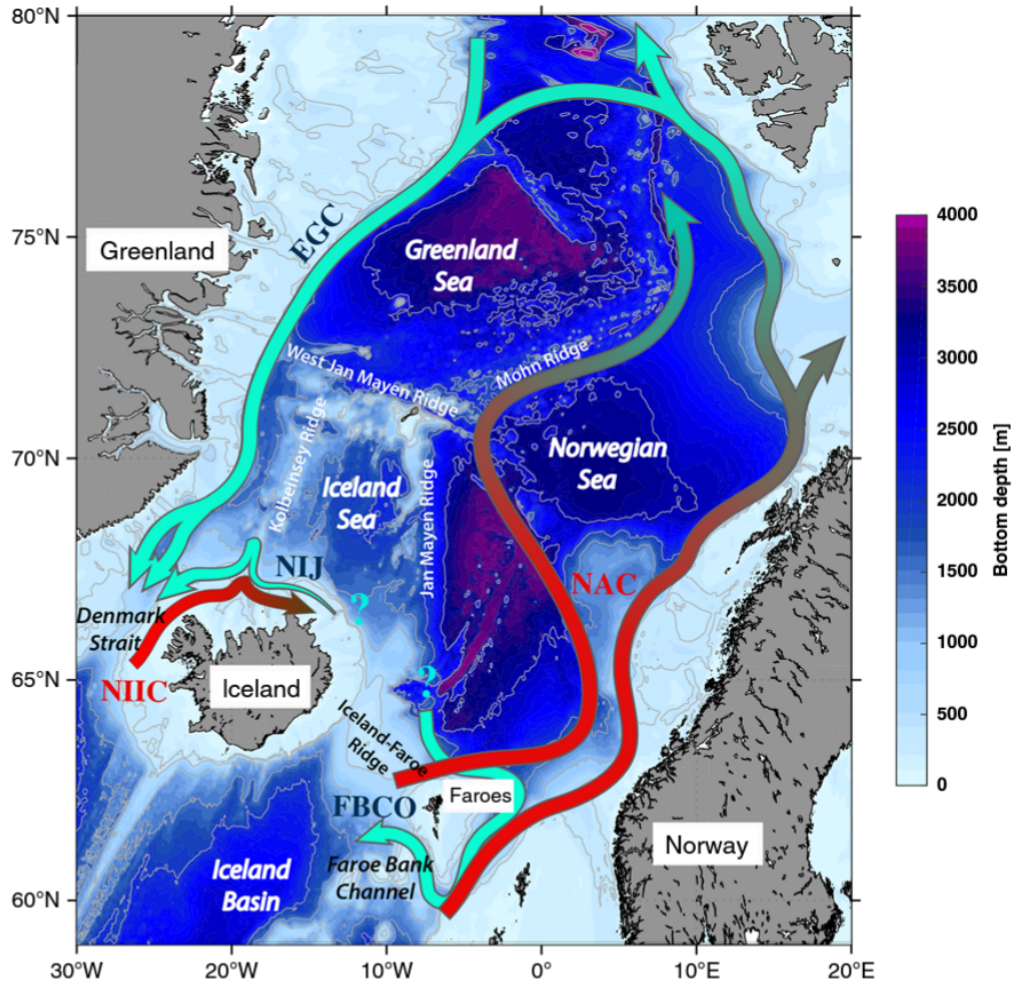 80°N
75°N
70°N
65°N
60°N
30°W
20°W
10°W
0°
10°E
20°E
Greenland
EGC
Greenland
Sea
West Jan Mayen Ridge
Mohn Ridge
Kolbeinsey Ridge
Iceland
Sea
Jan Mayen Ridge
Norwegian
Sea
NIJ
?
NAC
Denmark
Strait
NIIC
Iceland
?
Iceland-Faroe
Ridge
Faroes
FBCO
Faroe Bank
Channel
Iceland
Basin
Norway
4000
3500
3000
2500
2000
1500
1000
500
0
Bottom depth [m]